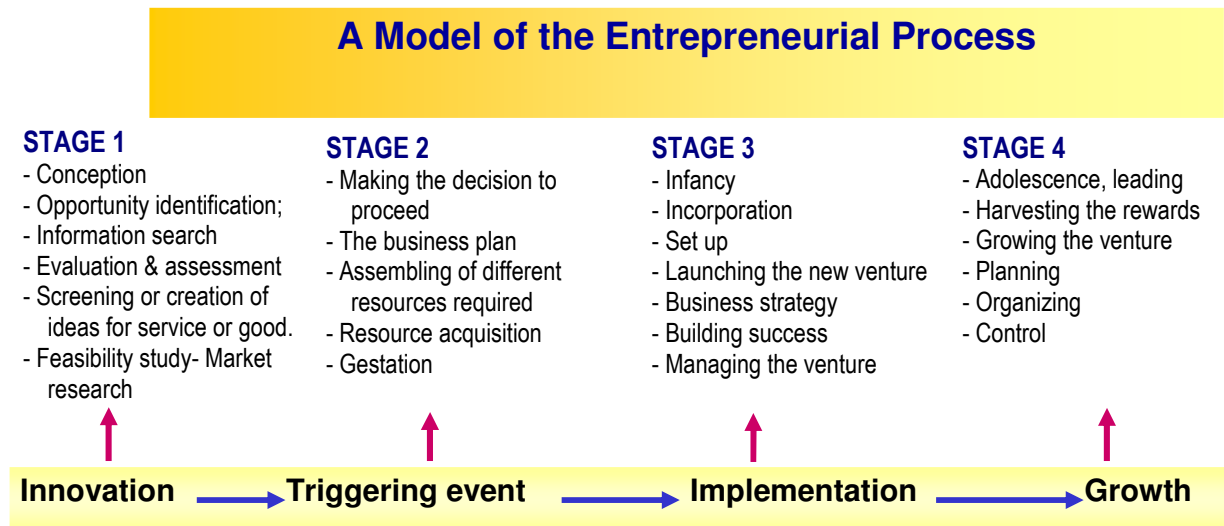 A Model of the Entrepreneurial Process
STAGE 1
- Conception
- Opportunity identification;
- Information search
- Evaluation & assessment
- Screening or creation of
ideas for service or good.
- Feasibility study- Market
research
STAGE 2
- Making the decision to
proceed
- The business plan
- Assembling of different
resources required
- Resource acquisition
- Gestation
STAGE 3
- Infancy
- Incorporation
- Set up
- Launching the new venture
- Business strategy
- Building success
- Managing the venture
STAGE 4
- Adolescence, leading
- Harvesting the rewards
- Growing the venture
- Planning
- Organizing
- Control
Innovation
Triggering event
Implementation
Growth